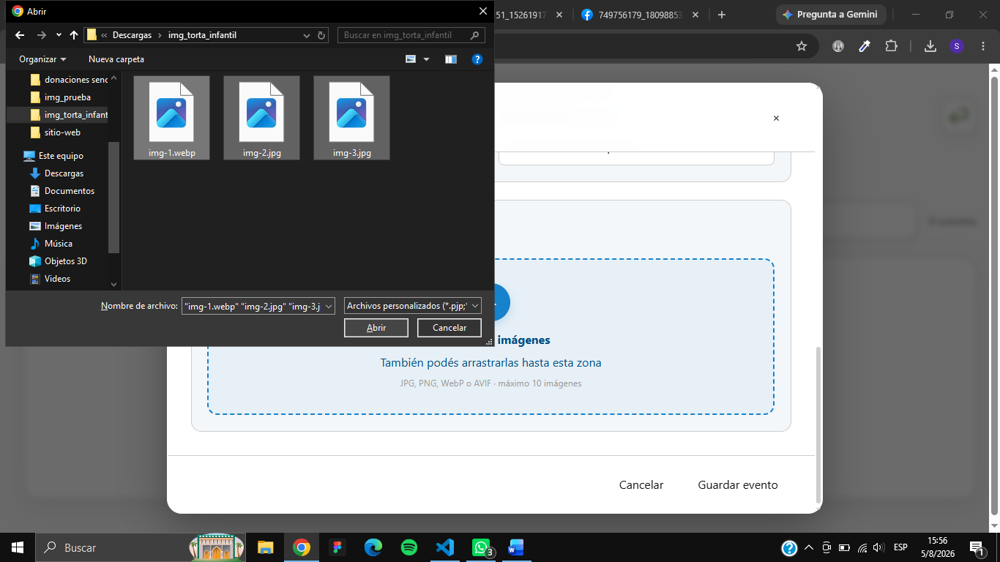 Abrir
51_15261917
749756179_18098853
Pregunta a Gemini
Descargas
img_torta_infantil
Buscar en img_torta_infantil
Organizar
Nueva carpeta
S
donaciones senc
img_prueba
img_torta_infant
sitio-web
Este equipo
Descargas
Documentos
Escritorio
Imágenes
Música
Objetos 3D
Videos
img-1.webp
img-2.jpg
img-3.jpg
Nombre de archivo:
"img-1.webp" "img-2.jpg" "img-3.j
Archivos personalizados (*.pjp;*
Abrir
Cancelar
imágenes
También podés arrastrarlas hasta esta zona
JPG, PNG, WebP o AVIF · máximo 10 imágenes
Cancelar
Guardar evento
Buscar
3
ESP
15:56
5/8/2026
1